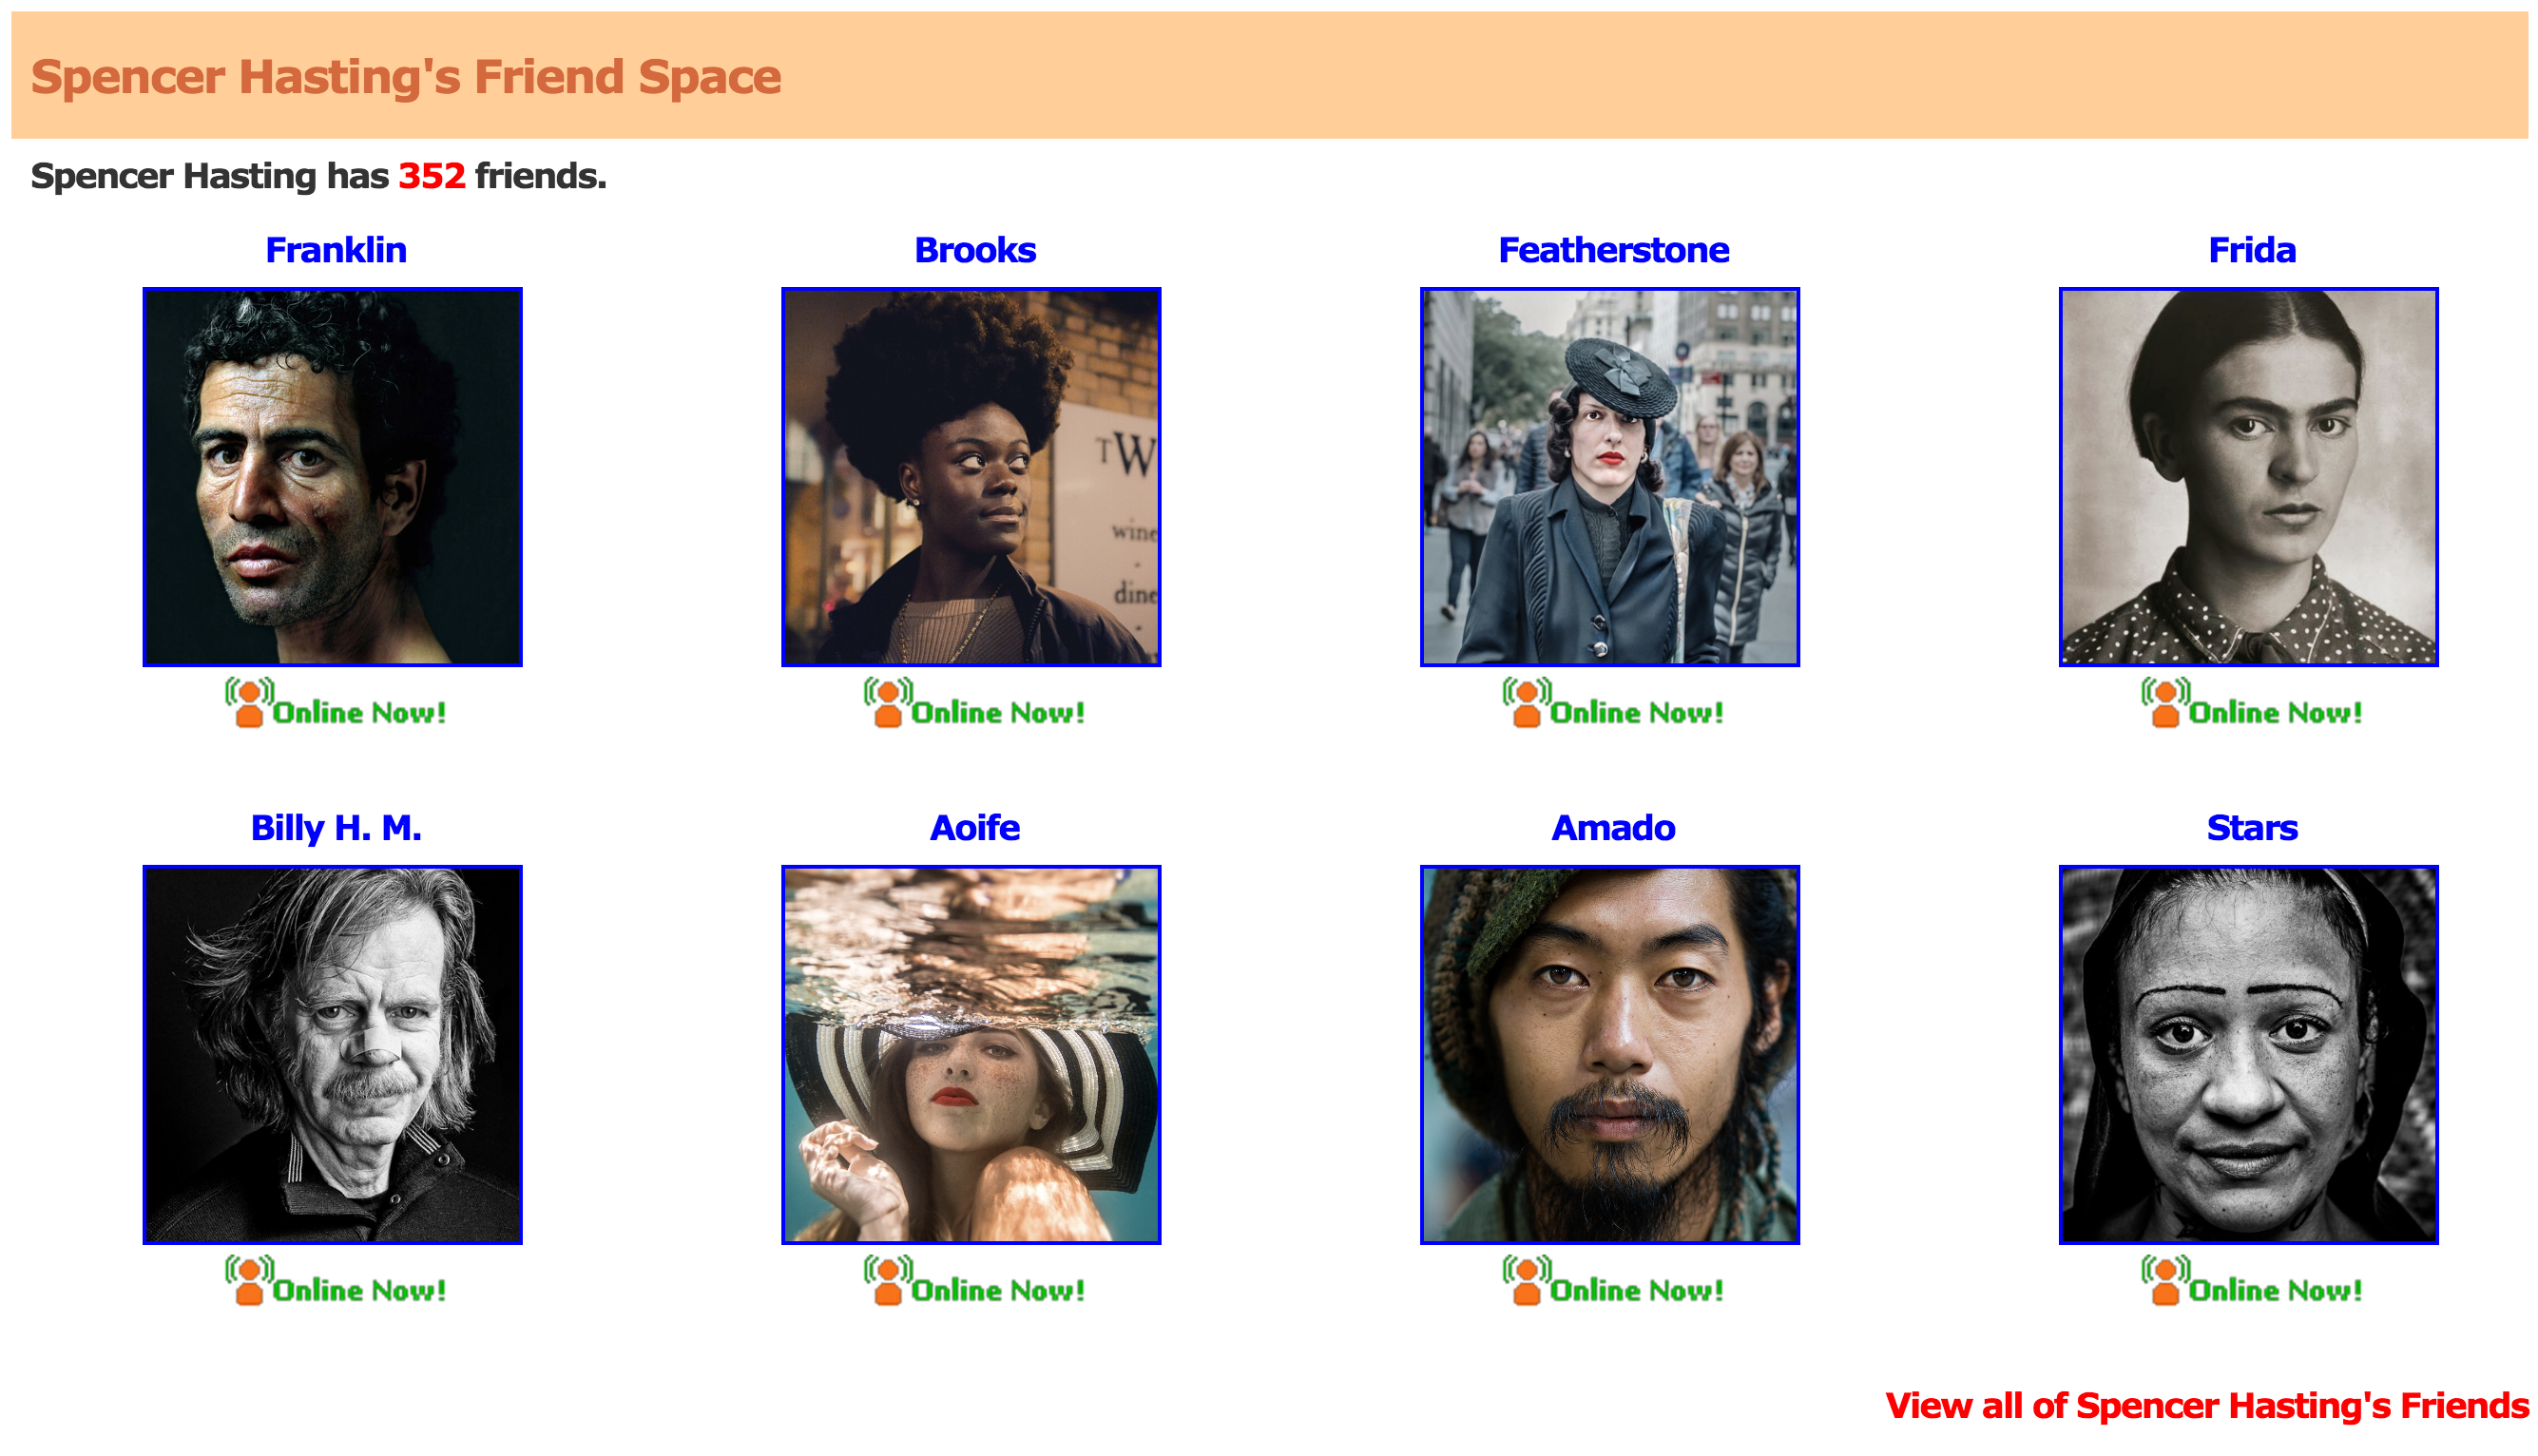 Spencer Hasting's Friend Space
Spencer Hasting has 352 friends.
Franklin
Brooks
Featherstone
Frida
TW
wine
-
dine
-
Online Now!
Online Now!
Online Now!
Online Now!
Billy H. M.
Aoife
Amado
Stars
Online Now!
Online Now!
Online Now!
Online Now!
View all of Spencer Hasting's Friends